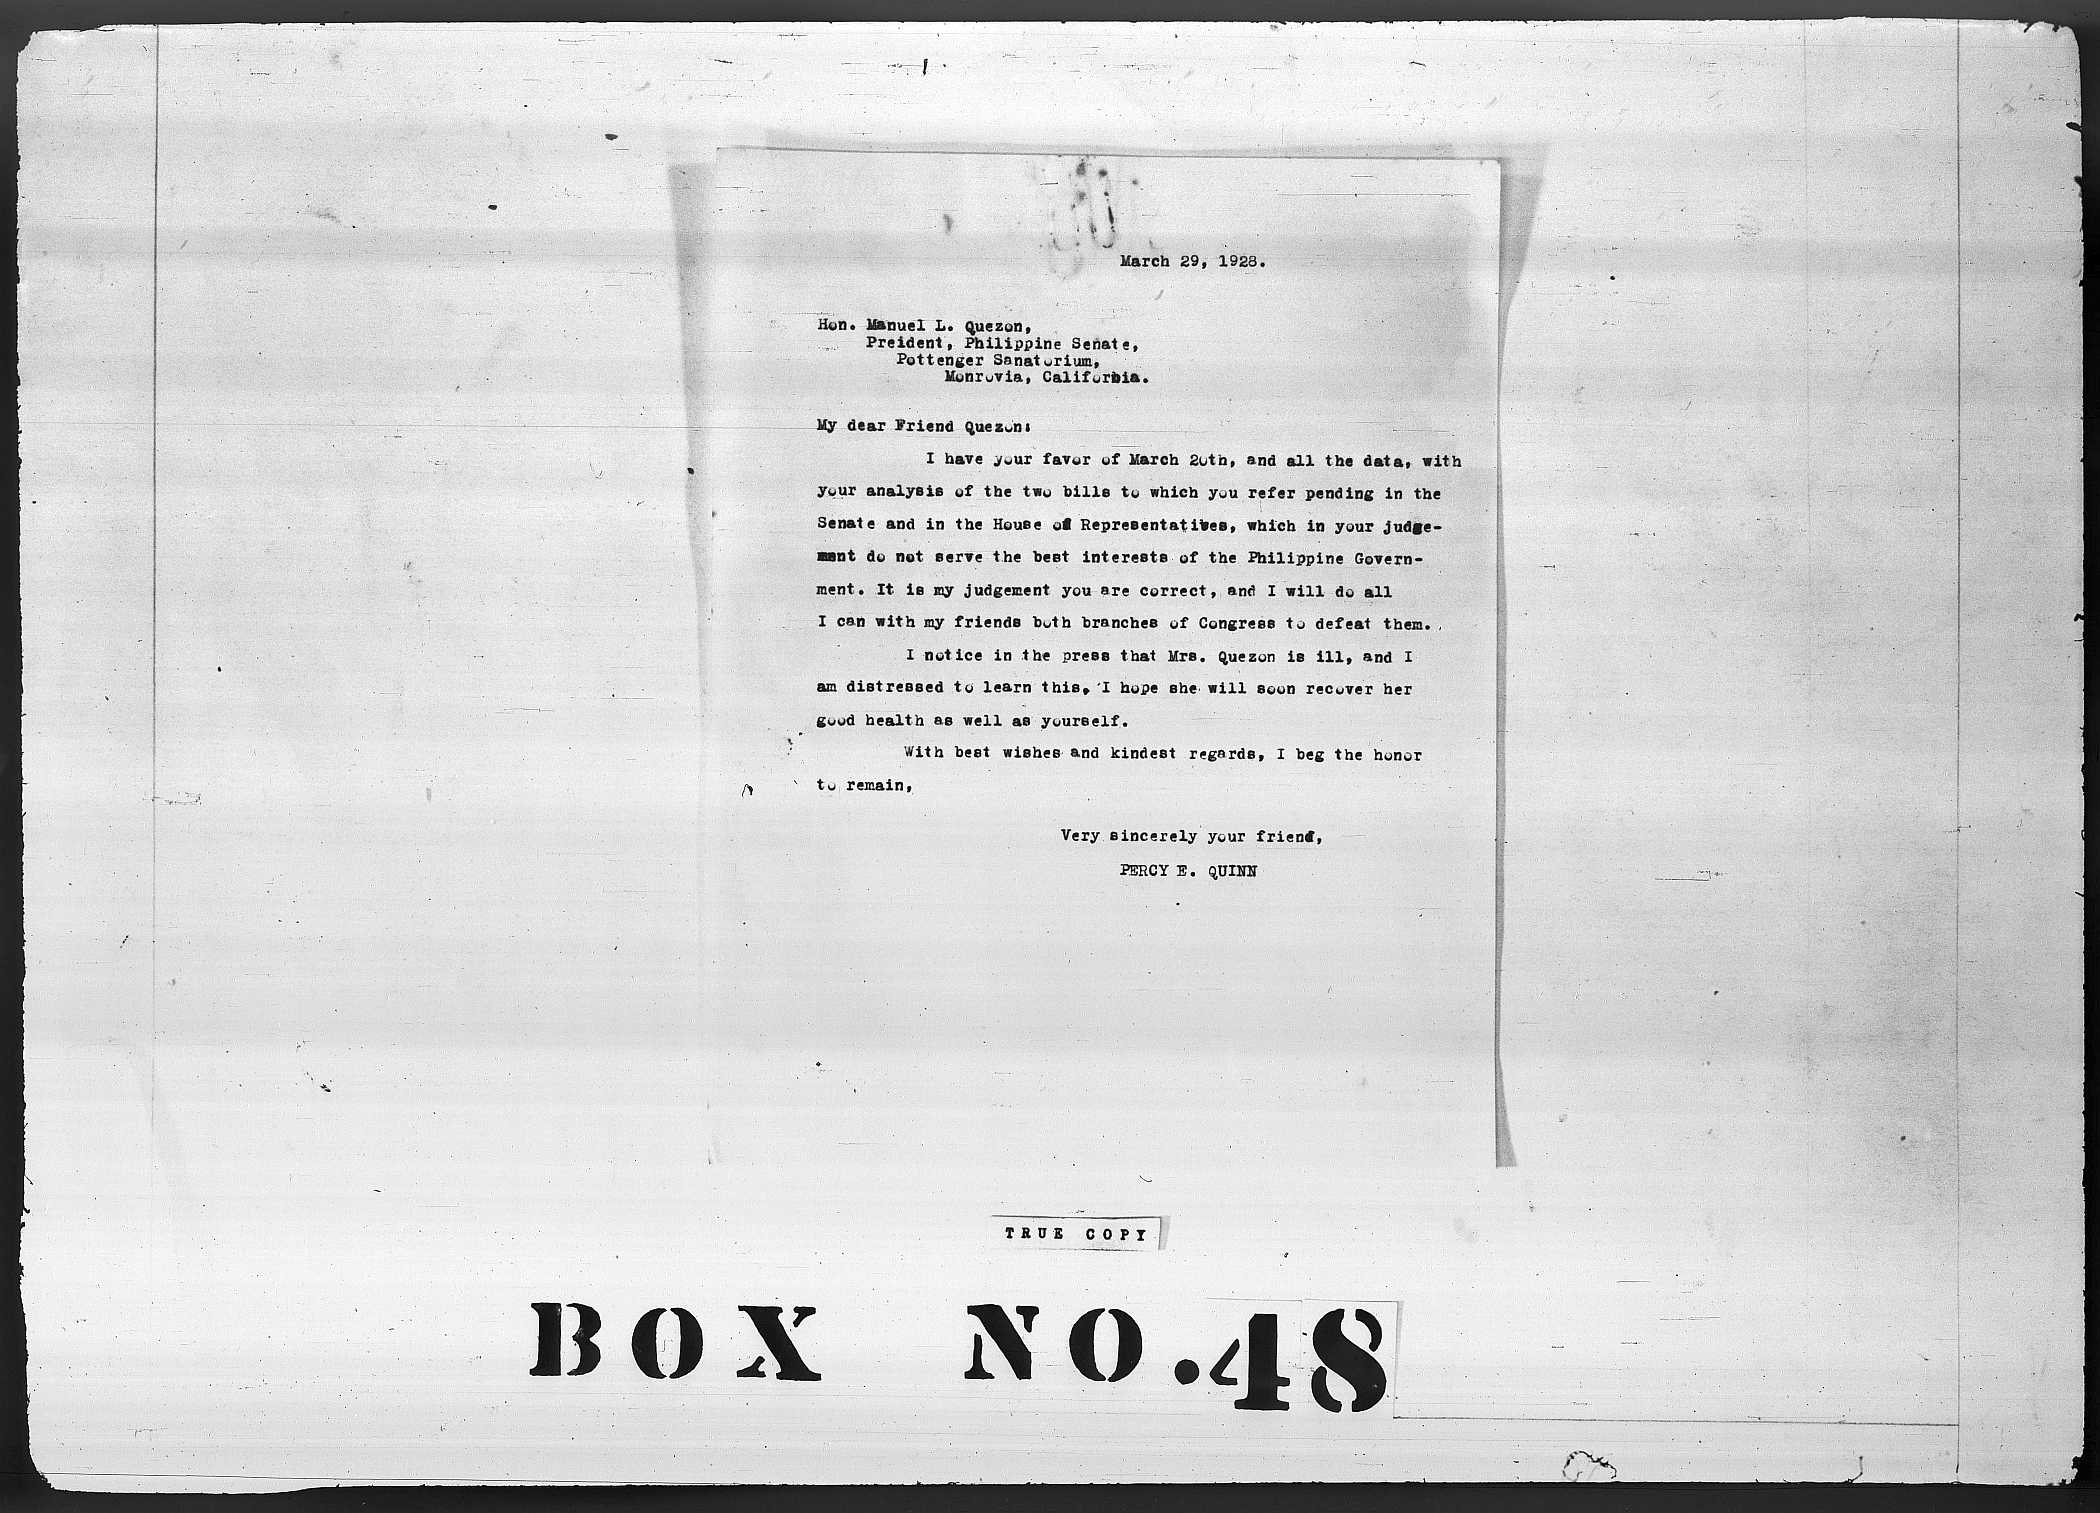 March 29, 1928.
Hon. Manuel L. Quezon,
Preident, Philippine Senate,
Pottenger Sanatorium,
Monrovia, California.
My dear Friend Quezon:
I have your favor of March 20th, and all the data, with
your analysis of the two bills to which you refer pending in the
Senate and in the House of Representatives, which in your judge-
ment do not serve the best interests of the Philippine Govern-
ment. It is my judgement you are correct, and I will do all
I can with my friends both branches of Congress to defeat them.
I notice in the press that Mrs. Quezon is ill, and I
am distressed to learn this. I hope she will soon recover her
good health as well as yourself.
With best wishes and kindest regards, I beg the honor
to remain,
Very sincerely your friend,
PERCY E. QUINN
TRUE COPY
BOX NO. 48